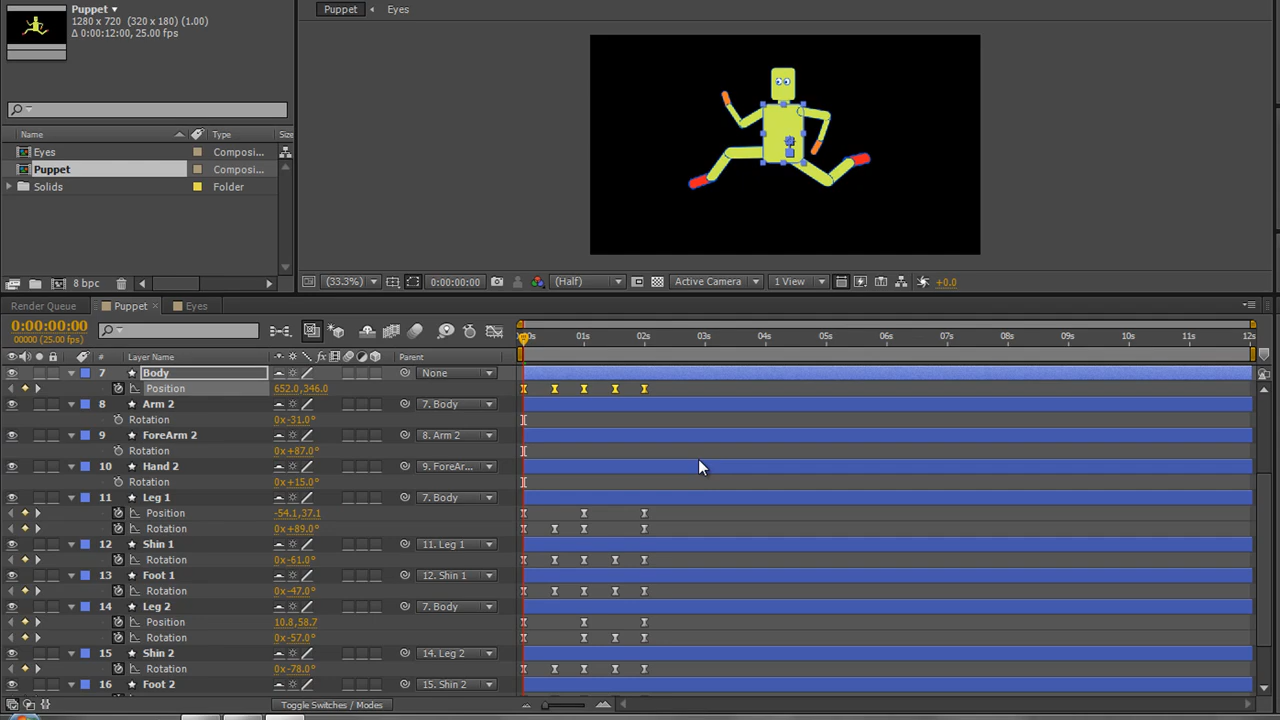 Puppet
1280 x 720 (320 x 180) (1.00)
Δ 0:00:12:00, 25.00 fps
Name Type Size
Eyes Composi...
Puppet Composi...
Solids Folder
8 bpc
Puppet Eyes
(33.3%) 0:00:00:00 (Half) Active Camera 1 View +0.0
Render Queue Puppet × Eyes
0:00:00:00
00000 (25.00 fps)
# Layer Name fx Parent
01s 02s 03s 04s 05s 06s 07s 08s 09s 10s 11s 12s
7 Body None
Position 652.0,346.0
8 Arm 2 7. Body
Rotation 0x-31.0°
9 ForeArm 2 8. Arm 2
Rotation 0x+87.0°
10 Hand 2 9. ForeAr...
Rotation 0x+15.0°
11 Leg 1 7. Body
Position -54.1,37.1
Rotation 0x+89.0°
12 Shin 1 11. Leg 1
Rotation 0x-61.0°
13 Foot 1 12. Shin 1
Rotation 0x-47.0°
14 Leg 2 7. Body
Position 10.8,58.7
Rotation 0x-57.0°
15 Shin 2 14. Leg 2
Rotation 0x-78.0°
16 Foot 2 15. Shin 2
Toggle Switches / Modes